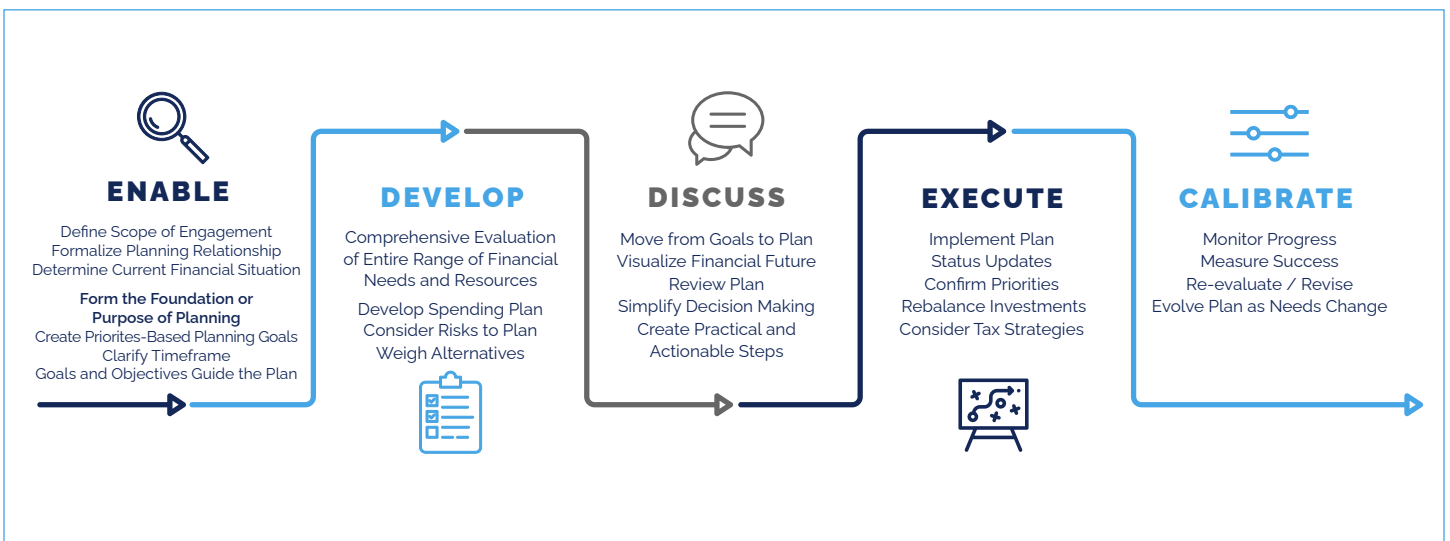 ENABLE
Define Scope of Engagement
Formalize Planning Relationship
Determine Current Financial Situation
Form the Foundation or
Purpose of Planning
Create Priorites-Based Planning Goals
Clarify Timeframe
Goals and Objectives Guide the Plan
DEVELOP
Comprehensive Evaluation
of Entire Range of Financial
Needs and Resources
Develop Spending Plan
Consider Risks to Plan
Weigh Alternatives
DISCUSS
Move from Goals to Plan
Visualize Financial Future
Review Plan
Simplify Decision Making
Create Practical and
Actionable Steps
EXECUTE
Implement Plan
Status Updates
Confirm Priorities
Rebalance Investments
Consider Tax Strategies
CALIBRATE
Monitor Progress
Measure Success
Re-evaluate / Revise
Evolve Plan as Needs Change